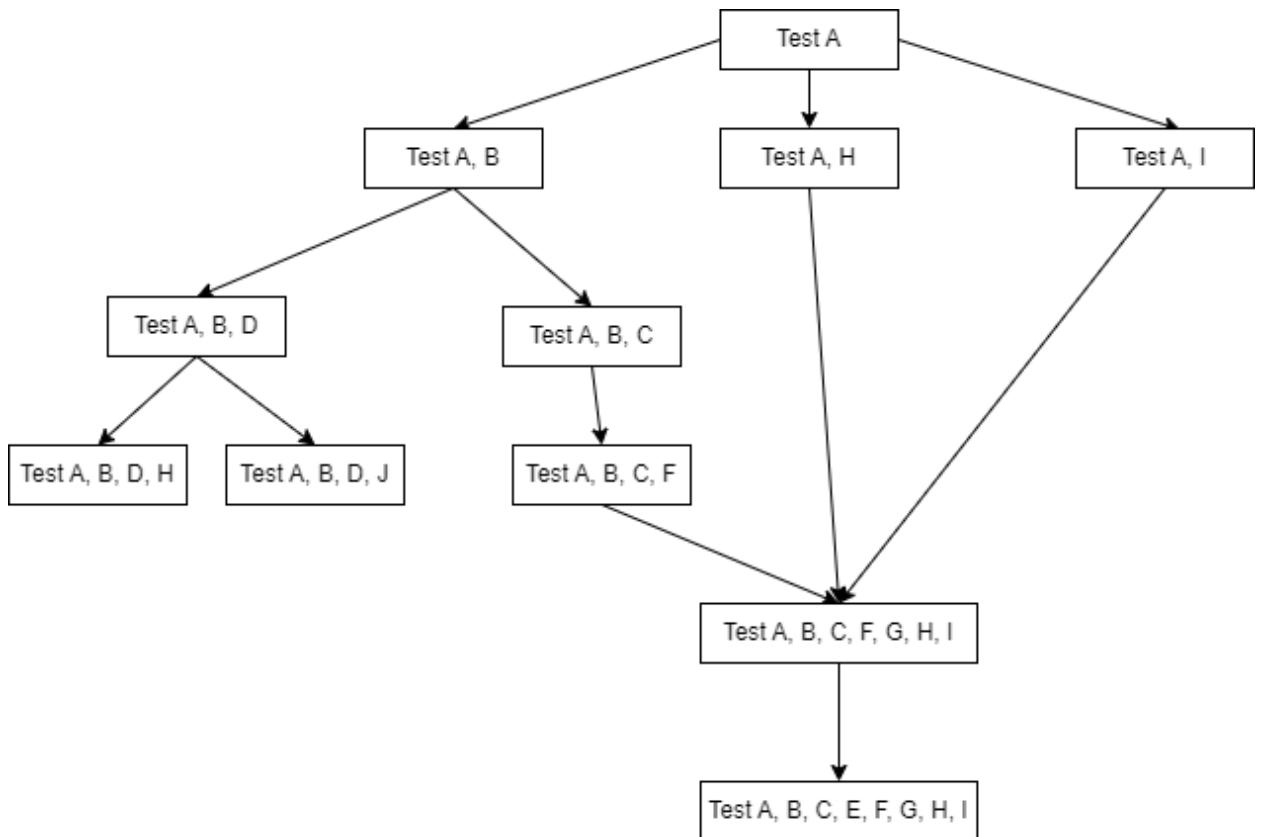 Test A
Test A, B
Test A, H
Test A, I
Test A, B, D
Test A, B, C
Test A, B, D, H
Test A, B, D, J
Test A, B, C, F
Test A, B, C, F, G, H, I
Test A, B, C, E, F, G, H, I